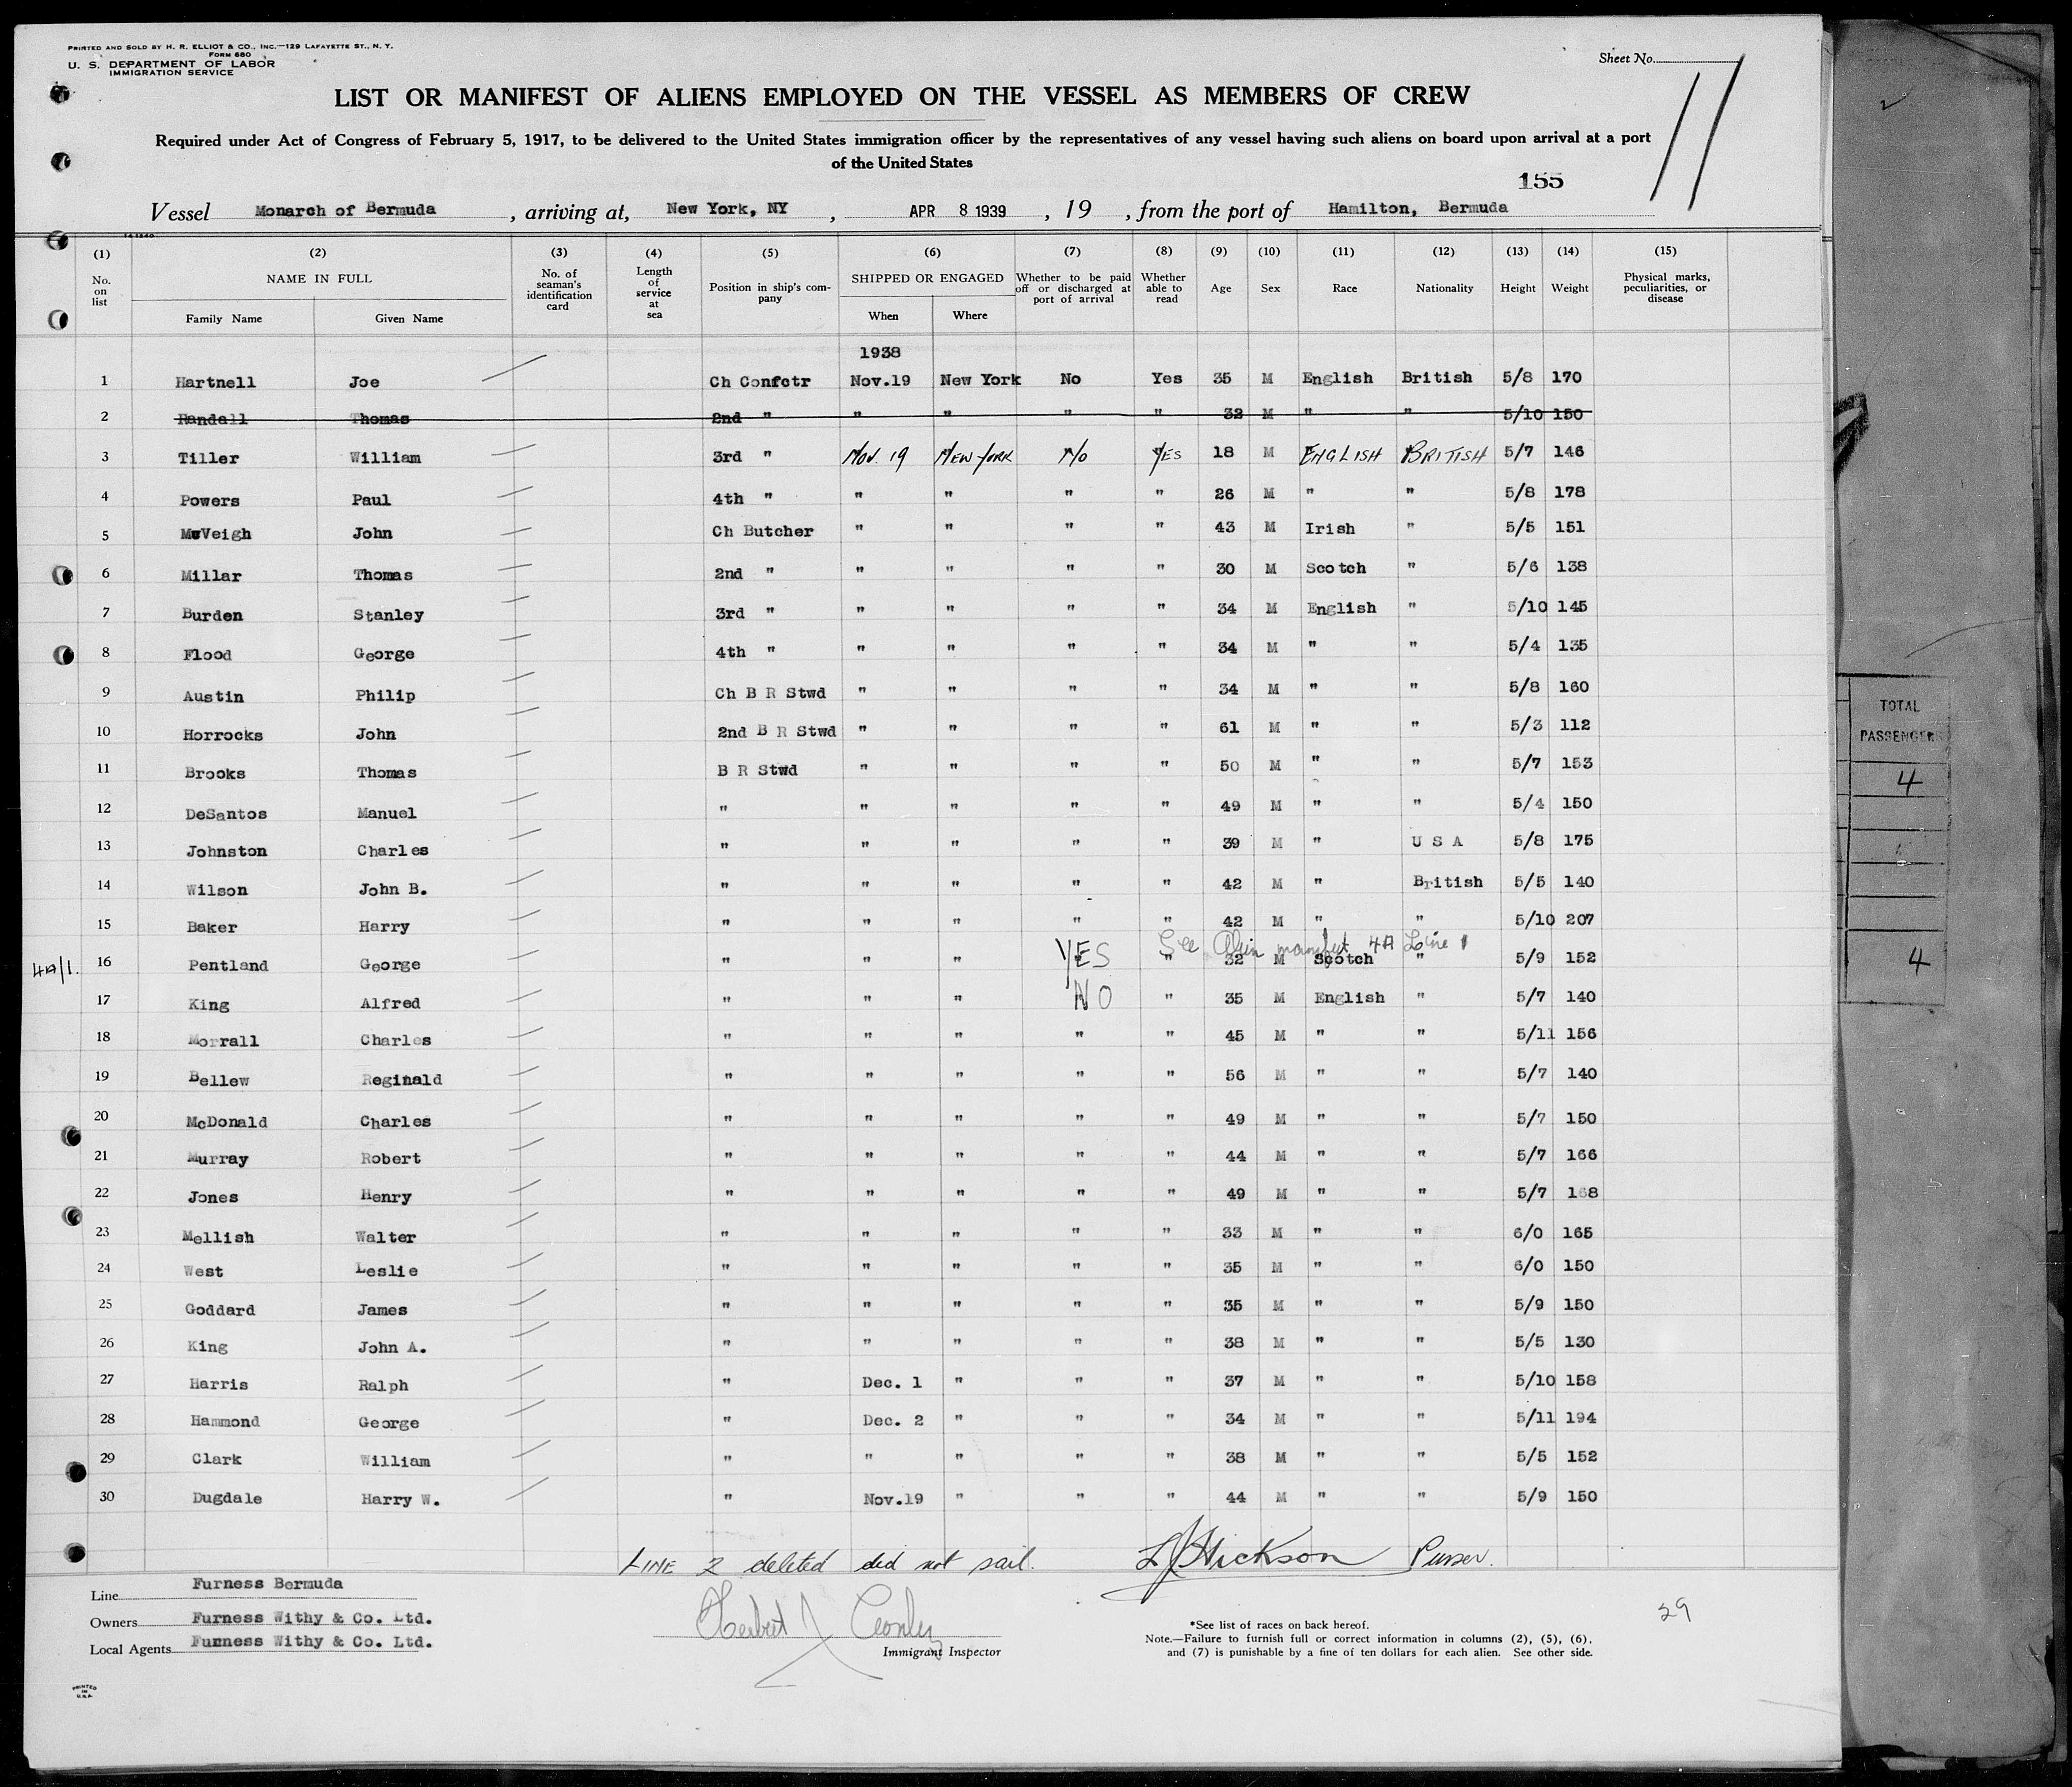 PRINTED AND SOLD BY H. R. ELLIOT & CO., INC.—129 LAFAYETTE ST., N. Y.
FORM 680
U. S. DEPARTMENT OF LABOR
IMMIGRATION SERVICE
Sheet No.
11
LIST OR MANIFEST OF ALIENS EMPLOYED ON THE VESSEL AS MEMBERS OF CREW
Required under Act of Congress of February 5, 1917, to be delivered to the United States immigration officer by the representatives of any vessel having such aliens on board upon arrival at a port
of the United States
155
Vessel Monarch of Bermuda, arriving at, New York, NY, APR 8 1939, 19 , from the port of Hamilton, Bermuda
(1) (2) (3) (4) (5) (6) (7) (8) (9) (10) (11) (12) (13) (14) (15)
No. on list NAME IN FULL Family Name Given Name No. of seaman's identification card Length of service at sea Position in ship's company SHIPPED OR ENGAGED When Where Whether to be paid off or discharged at port of arrival Whether able to read Age Sex Race Nationality Height Weight Physical marks, peculiarities, or disease
1938
1 Hartnell Joe Ch Confctr Nov.19 New York No Yes 35 M English British 5/8 170
2 Randall Thomas 2nd " " " " " 32 M " " 5/10 150
3 Tiller William 3rd " Nov. 19 New York No YES 18 M ENGLISH BRITISH 5/7 146
4 Powers Paul 4th " " " " " 26 M " " 5/8 178
5 McVeigh John Ch Butcher " " " " 43 M Irish " 5/5 151
6 Millar Thomas 2nd " " " " " 30 M Scotch " 5/6 138
7 Burden Stanley 3rd " " " " " 34 M English " 5/10 145
8 Flood George 4th " " " " " 34 M " " 5/4 135
9 Austin Philip Ch B R Stwd " " " " 34 M " " 5/8 160
10 Horrocks John 2nd B R Stwd " " " " 61 M " " 5/3 112
11 Brooks Thomas B R Stwd " " " " 50 M " " 5/7 153
12 DeSantos Manuel " " " " " 49 M " " 5/4 150
13 Johnston Charles " " " " " 39 M " U S A 5/8 175
14 Wilson John B. " " " " " 42 M " British 5/5 140
15 Baker Harry " " " " " 42 M " " 5/10 207
See Alien manifest 4A Line 1
4A/1. 16 Pentland George " " " YES " 32 M Scotch " 5/9 152
17 King Alfred " " " NO " 35 M English " 5/7 140
18 Morrall Charles " " " " " 45 M " " 5/11 156
19 Bellew Reginald " " " " " 56 M " " 5/7 140
20 McDonald Charles " " " " " 49 M " " 5/7 150
21 Murray Robert " " " " " 44 M " " 5/7 166
22 Jones Henry " " " " " 49 M " " 5/7 168
23 Mellish Walter " " " " " 33 M " " 6/0 165
24 West Leslie " " " " " 35 M " " 6/0 150
25 Goddard James " " " " " 35 M " " 5/9 150
26 King John A. " " " " " 38 M " " 5/5 130
27 Harris Ralph " Dec. 1 " " " 37 M " " 5/10 158
28 Hammond George " Dec. 2 " " " 34 M " " 5/11 194
29 Clark William " " " " " 38 M " " 5/5 152
30 Dugdale Harry W. " Nov.19 " " " 44 M " " 5/9 150
LINE 2 deleted did not sail. L J Hickson Purser.
Line Furness Bermuda
Owners Furness Withy & Co. Ltd.
Local Agents Furness Withy & Co. Ltd.
Herbert J
Immigrant Inspector
*See list of races on back hereof.
Note.—Failure to furnish full or correct information in columns (2), (5), (6),
and (7) is punishable by a fine of ten dollars for each alien. See other side.
29
PRINTED
IN
U.S.A.
TOTAL
PASSENGERS
4
4